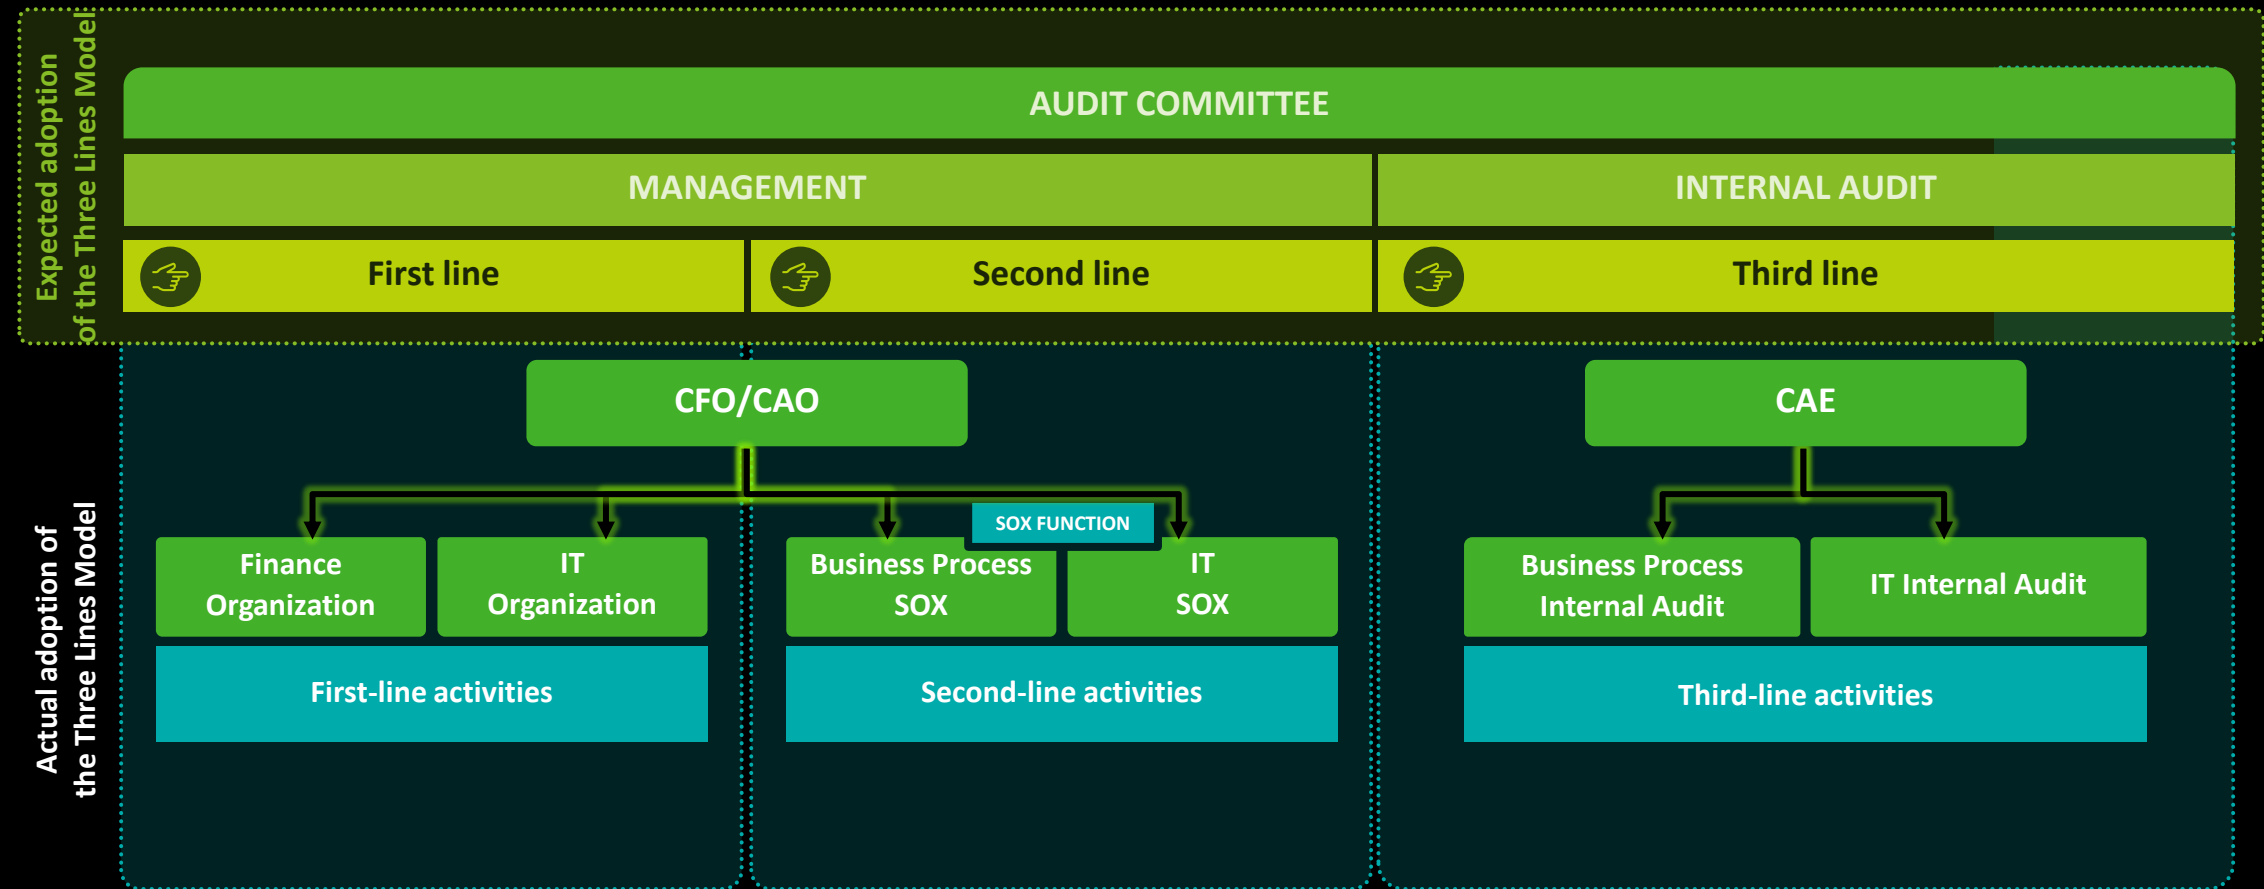 Expected adoption
of the Three Lines Model
AUDIT COMMITTEE
MANAGEMENT
INTERNAL AUDIT
First line
Second line
Third line
Actual adoption of
the Three Lines Model
CFO/CAO
CAE
SOX FUNCTION
Finance
Organization
IT
Organization
Business Process
SOX
IT
SOX
Business Process
Internal Audit
IT Internal Audit
First-line activities
Second-line activities
Third-line activities